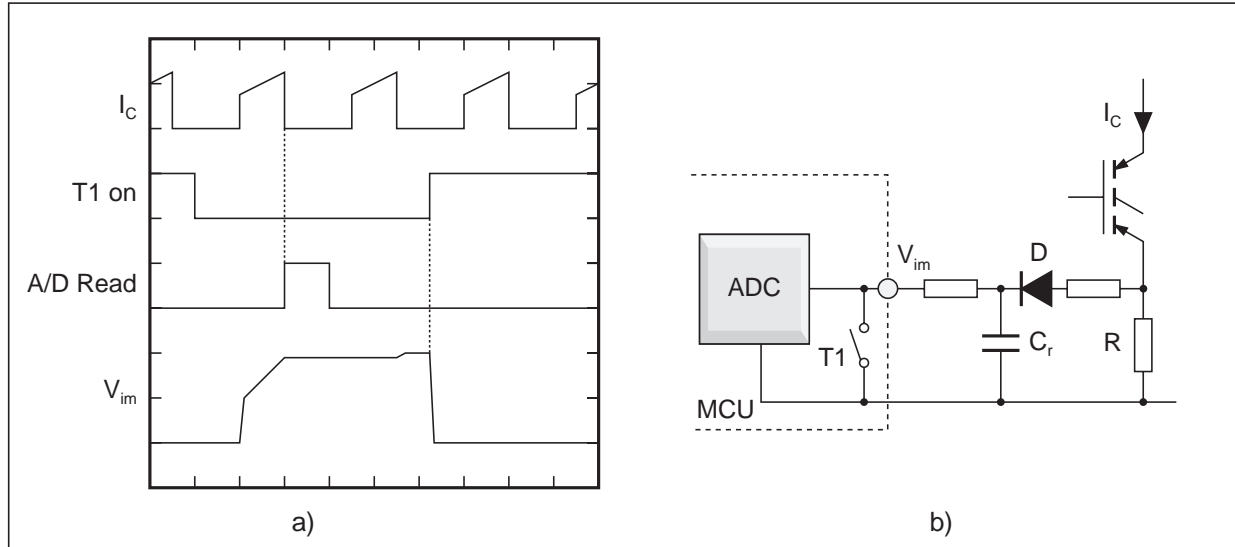 I_C
T1 on
A/D Read
V_im
a)
I_C
ADC
V_im
D
T1
C_r
R
MCU
b)